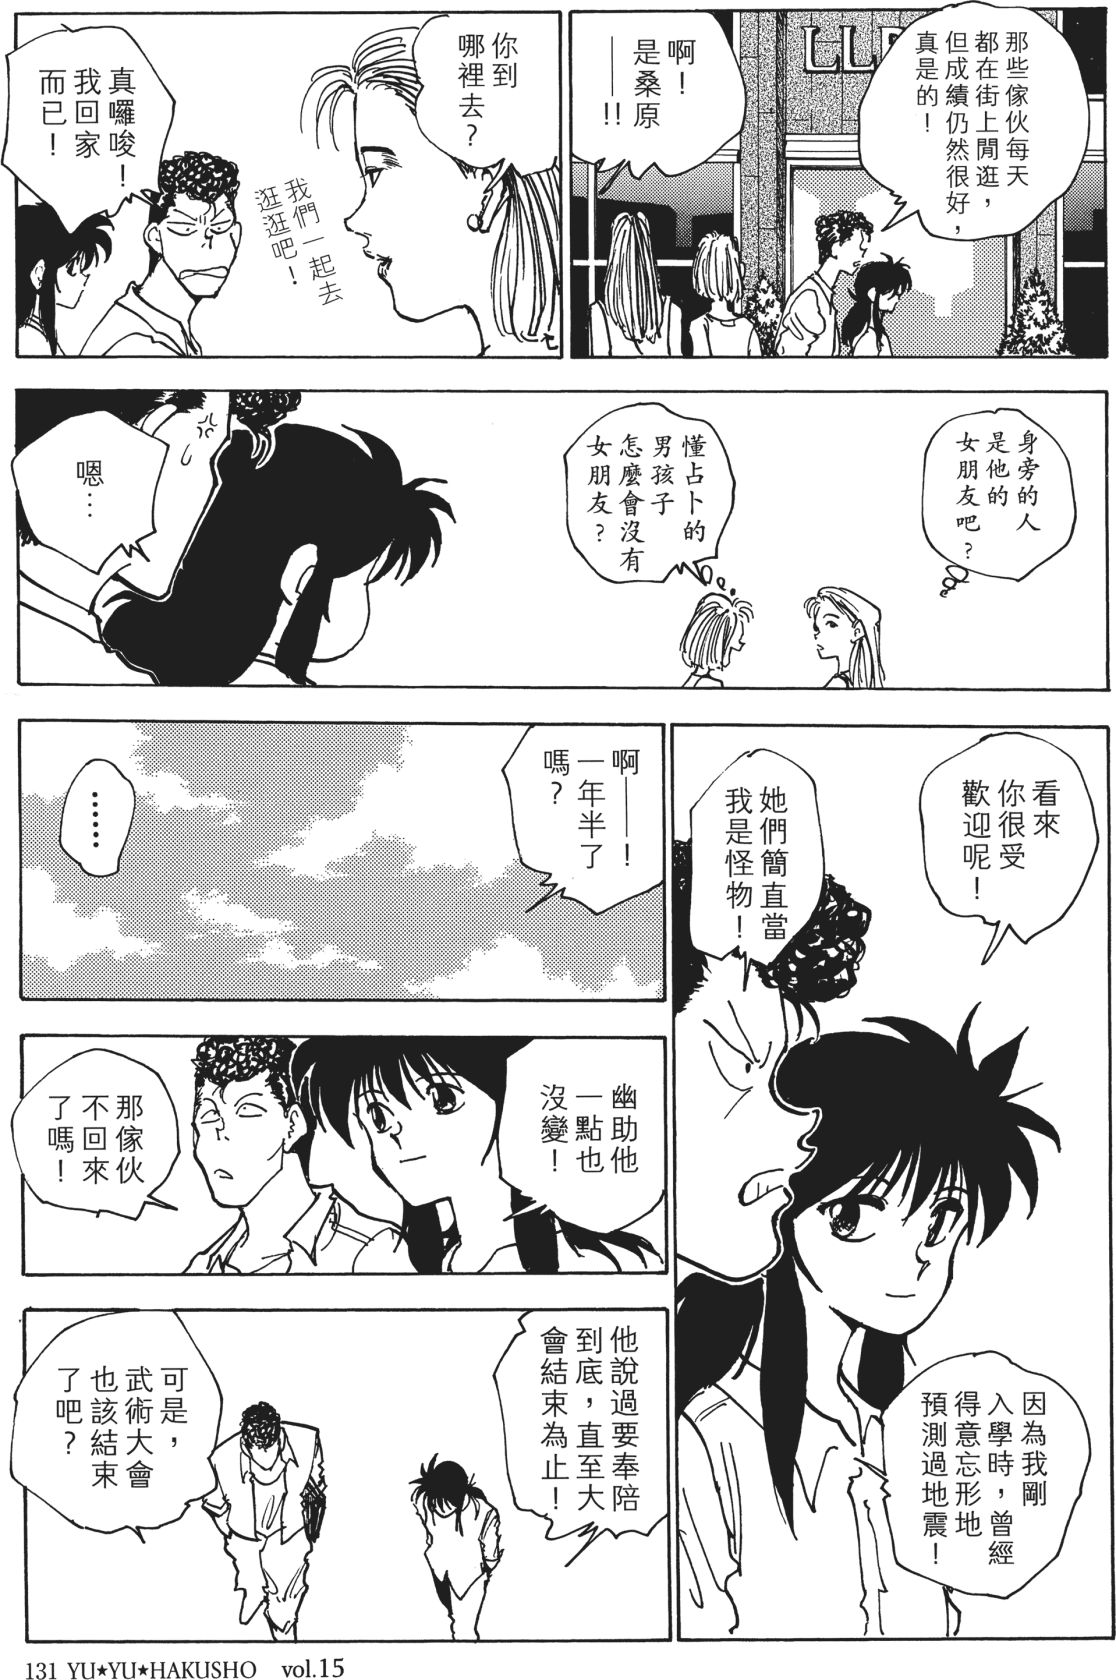 LLB
那些傢伙每天
都在街上閒逛，
但成績仍然很好，
真是的！
啊！
是桑原
——!!
你到
哪裡去？
我們一起去
逛逛吧！
真囉唆！
我回家
而已！
身旁的人
是他的
女朋友吧？
懂占卜的
男孩子
怎麼會沒有
女朋友？
嗯…
看來
你很受
歡迎呢！
她們簡直當
我是怪物！
因為我剛
入學時，曾經
得意忘形地
預測過地震！
啊——！
一年半了
嗎？
……
幽助他
一點也
沒變！
那傢伙
不回來
了嗎！
他說過要奉陪
到底，直至大
會結束為止！
可是，
武術大會
也該結束
了吧？
131 YU★YU★HAKUSHO vol.15